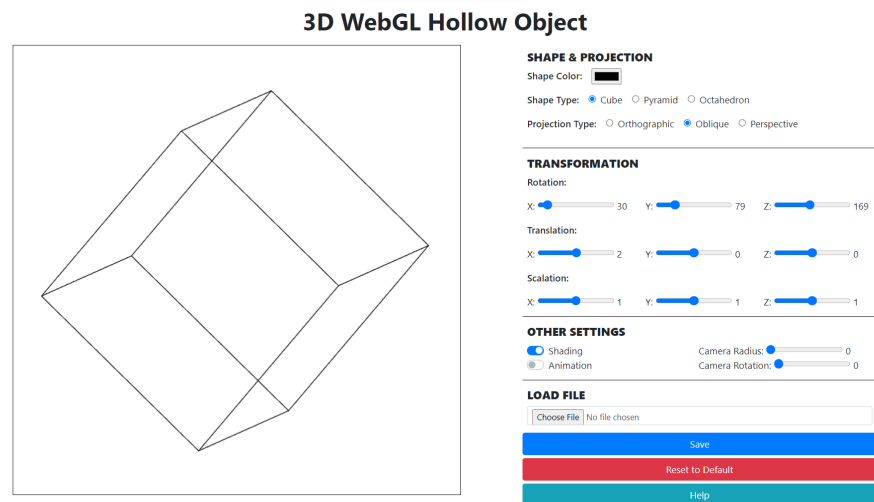 3D WebGL Hollow Object
SHAPE & PROJECTION
Shape Color:
Shape Type: Cube Pyramid Octahedron
Projection Type: Orthographic Oblique Perspective
TRANSFORMATION
Rotation:
X: 30 Y: 79 Z: 169
Translation:
X: 2 Y: 0 Z: 0
Scalation:
X: 1 Y: 1 Z: 1
OTHER SETTINGS
Shading Camera Radius: 0
Animation Camera Rotation: 0
LOAD FILE
Choose File No file chosen
Save
Reset to Default
Help